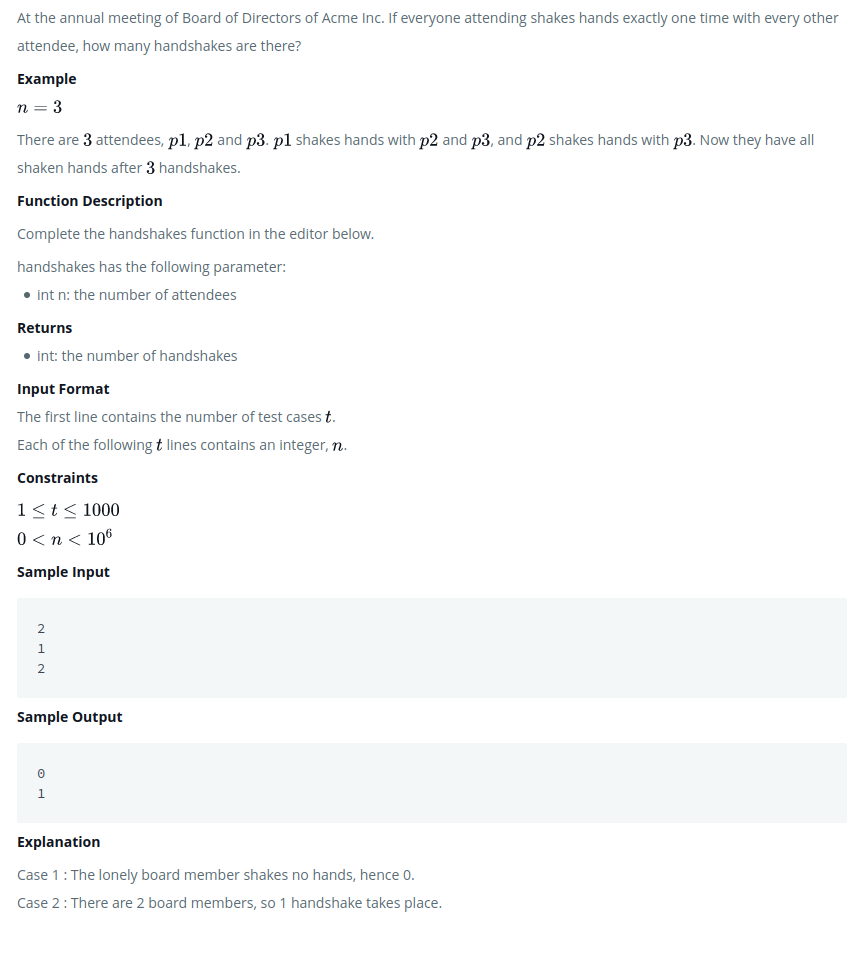 At the annual meeting of Board of Directors of Acme Inc. If everyone attending shakes hands exactly one time with every other
attendee, how many handshakes are there?
Example
n = 3
There are 3 attendees, p1, p2 and p3. p1 shakes hands with p2 and p3, and p2 shakes hands with p3. Now they have all
shaken hands after 3 handshakes.
Function Description
Complete the handshakes function in the editor below.
handshakes has the following parameter:
• int n: the number of attendees
Returns
• int: the number of handshakes
Input Format
The first line contains the number of test cases t.
Each of the following t lines contains an integer, n.
Constraints
1 ≤ t ≤ 1000
0 < n < 10⁶
Sample Input
2
1
2
Sample Output
0
1
Explanation
Case 1 : The lonely board member shakes no hands, hence 0.
Case 2 : There are 2 board members, so 1 handshake takes place.